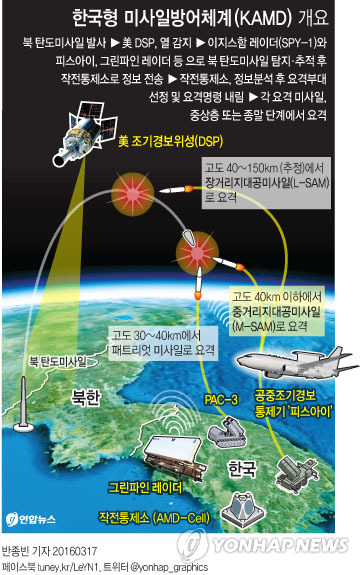 한국형 미사일방어체계(KAMD) 개요
북 탄도미사일 발사 ▶ 美 DSP, 열 감지 ▶ 이지스함 레이더(SPY-1)와
피스아이, 그린파인 레이더 등 으로 북 탄도미사일 탐지·추적 후
작전통제소로 정보 전송 ▶ 작전통제소, 정보분석 후 요격부대
선정 및 요격명령 내림 ▶ 각 요격 미사일,
중상층 또는 종말 단계에서 요격
美 조기경보위성(DSP)
고도 40～150km (추정)에서
장거리지대공미사일(L-SAM)
로 요격
고도 40km 이하에서
중거리지대공미사일
(M-SAM)로 요격
고도 30～40km에서
패트리엇 미사일로 요격
북 탄도미사일
북한
PAC-3
공중조기경보
통제기 '피스아이'
한국
그린파인 레이더
작전통제소 (AMD-Cell)
연합뉴스
반종빈 기자 20160317
페이스북 tuney.kr/LeYN1, 트위터 @yonhap_graphics
YONHAP NEWS